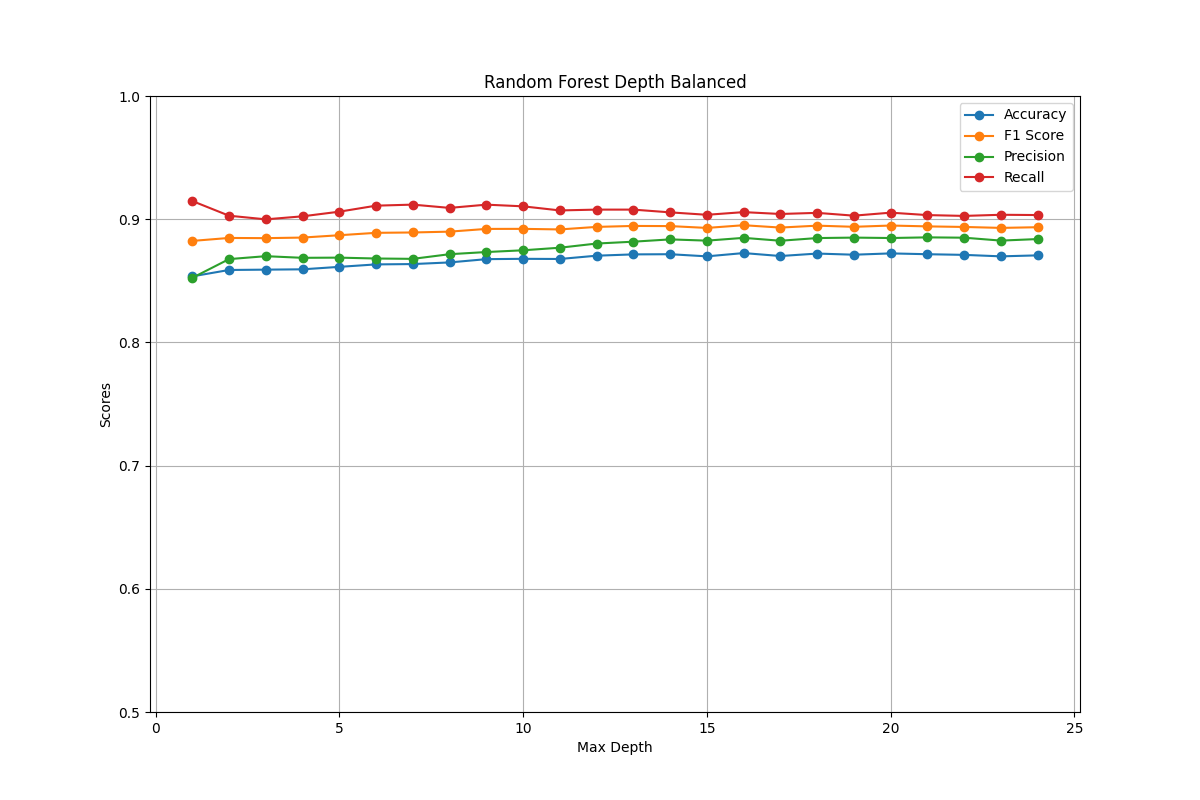 Random Forest Depth Balanced
1.0
0.9
0.8
0.7
0.6
0.5
Scores
Accuracy
F1 Score
Precision
Recall
0 5 10 15 20 25
Max Depth